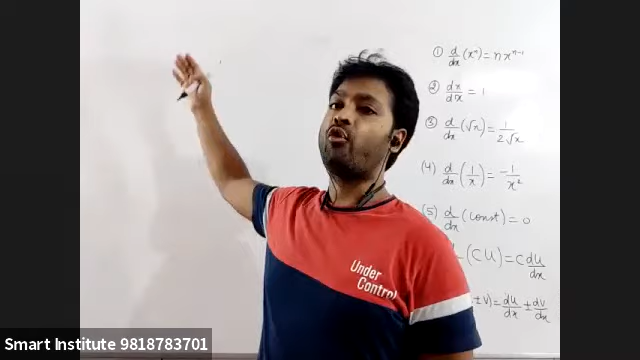 ① d/dx (xⁿ) = n xⁿ⁻¹
② dx/dx = 1
③ d/dx (√x) = 1/2√x
(4) d/dx (1/x) = -1/x²
(5) d/dx (const) = 0
(CU) = C dU/dx
± V) = dU/dx ± dV/dx
Under
Control
Smart Institute 9818783701